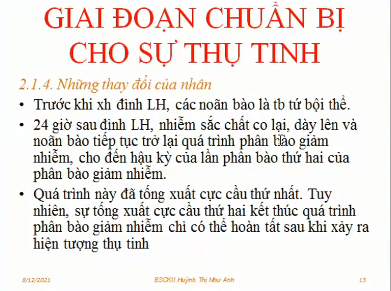 GIAI ĐOẠN CHUẨN BỊ
CHO SỰ THỤ TINH
2.1.4. Những thay đổi của nhân
• Trước khi xh đỉnh LH, các noãn bào là tb tứ bội thể.
• 24 giờ sau đỉnh LH, nhiễm sắc chất co lại, dày lên và
noãn bào tiếp tục trở lại quá trình phân bào giảm
nhiễm, cho đến hậu kỳ của lần phân bào thứ hai của
phân bào giảm nhiễm.
• Quá trình này đã tống xuất cực cầu thứ nhất. Tuy
nhiên, sự tống xuất cực cầu thứ hai kết thúc quá trình
phân bào giảm nhiễm chỉ có thể hoàn tất sau khi xảy ra
hiện tượng thụ tinh
8/12/2021 BSCKII Huỳnh Thị Như Anh 13